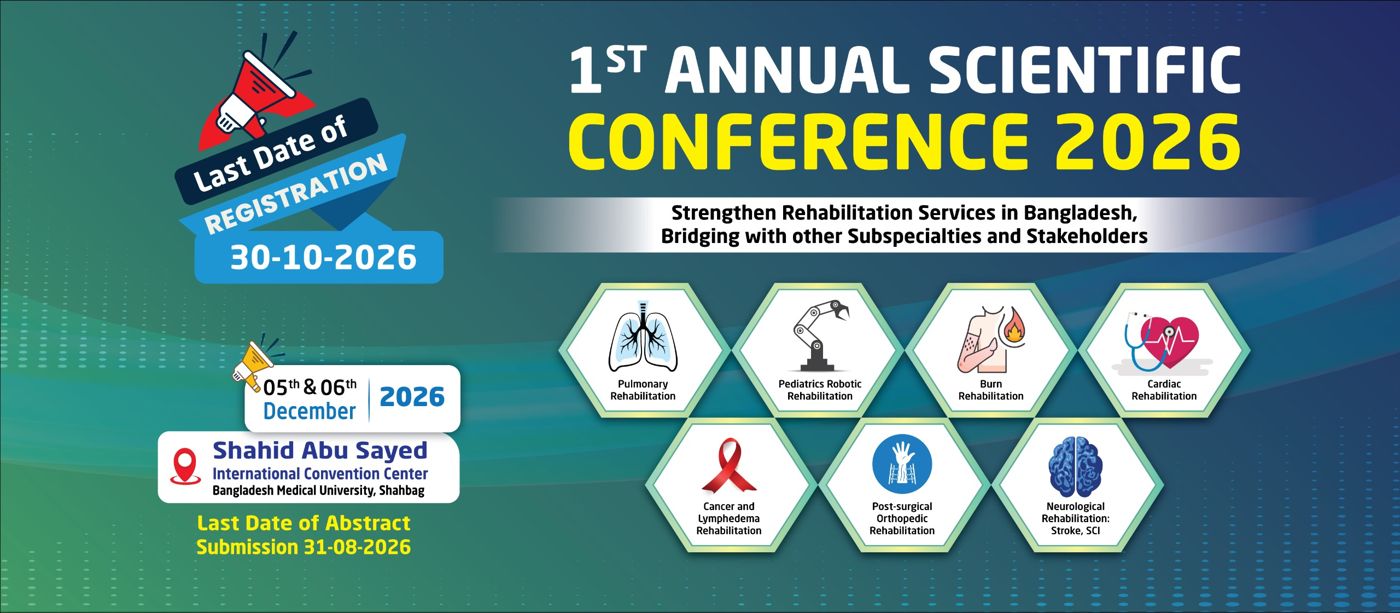 Last Date of
REGISTRATION
30-10-2026
1ST ANNUAL SCIENTIFIC
CONFERENCE 2026
Strengthen Rehabilitation Services in Bangladesh,
Bridging with other Subspecialties and Stakeholders
Pulmonary
Rehabilitation
Pediatrics Robotic
Rehabilitation
Burn
Rehabilitation
Cardiac
Rehabilitation
Cancer and
Lymphedema
Rehabilitation
Post-surgical
Orthopedic
Rehabilitation
Neurological
Rehabilitation:
Stroke, SCI
05th & 06th
December
2026
Shahid Abu Sayed
International Convention Center
Bangladesh Medical University, Shahbag
Last Date of Abstract
Submission 31-08-2026